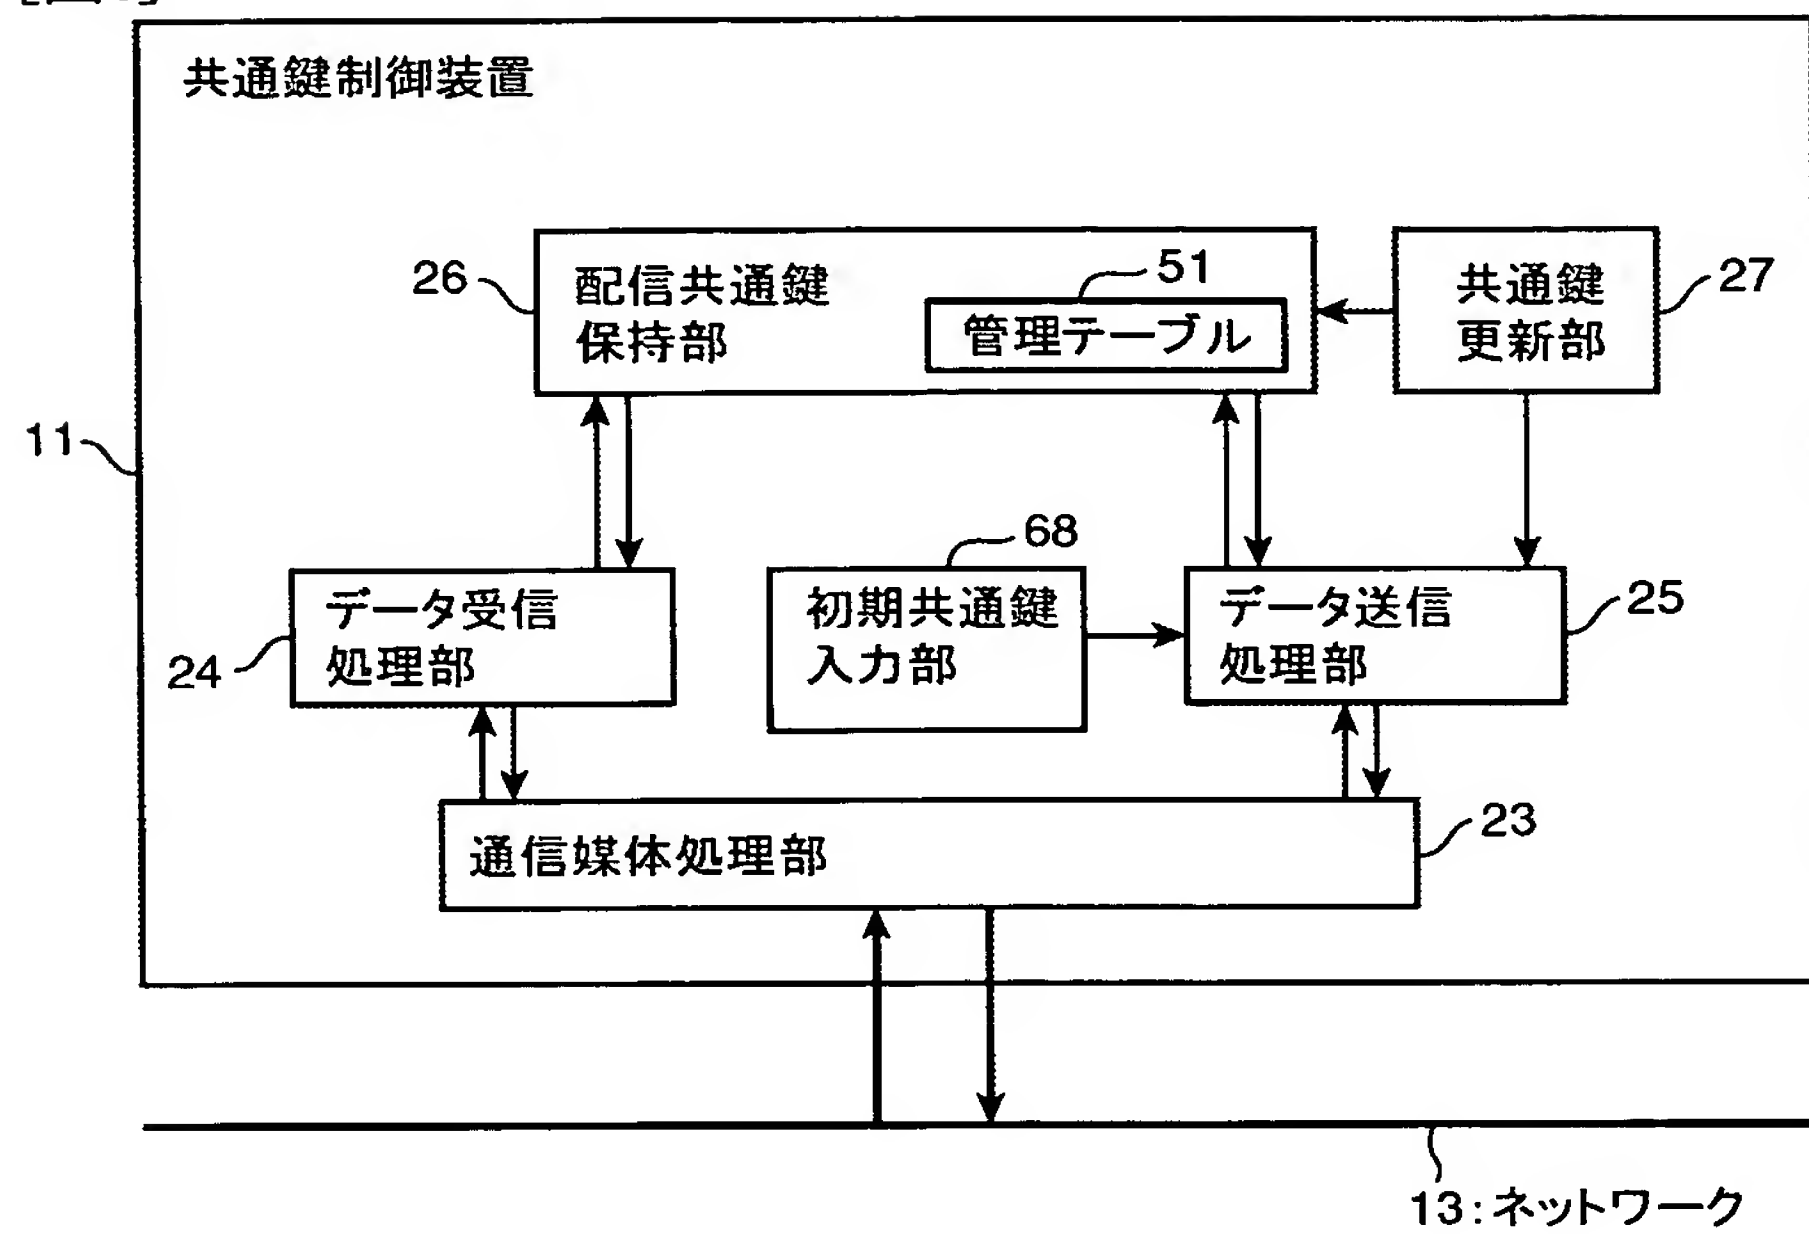 共通鍵制御装置
51
26
配信共通鍵
保持部
管理テーブル
共通鍵
更新部
27
11
68
データ受信
処理部
24
初期共通鍵
入力部
データ送信
処理部
25
通信媒体処理部
23
13:ネットワーク